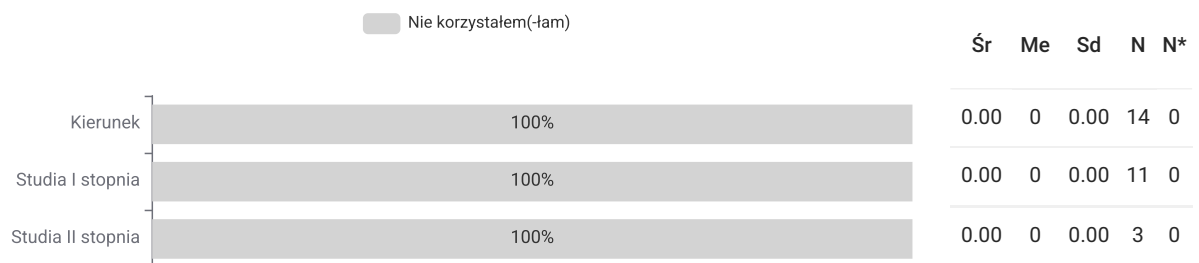 Nie korzystałem(-łam)
Śr Me Sd N N*
Kierunek 100% 0.00 0 0.00 14 0
Studia I stopnia 100% 0.00 0 0.00 11 0
Studia II stopnia 100% 0.00 0 0.00 3 0